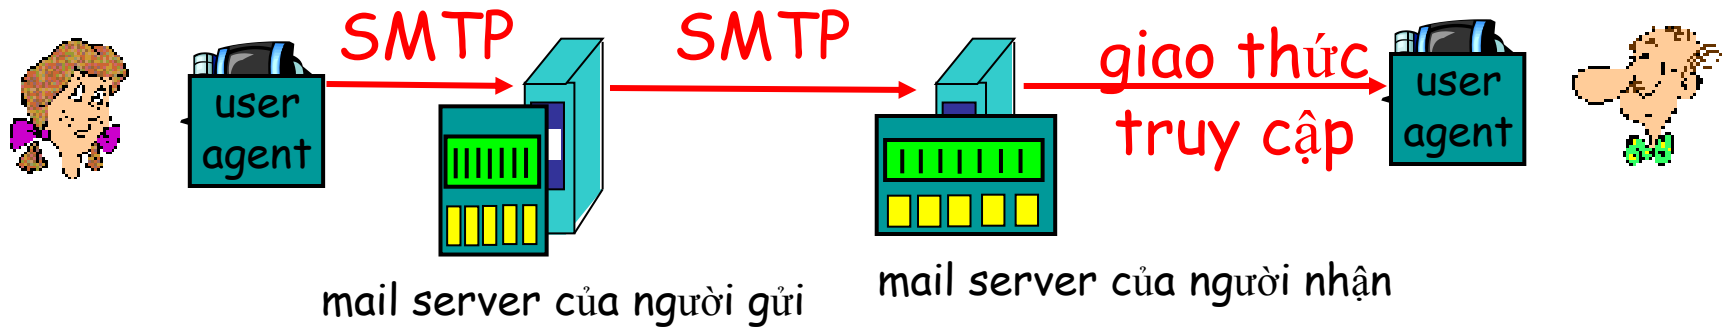 SMTP
SMTP
giao thức
truy cập
user
agent
user
agent
mail server của người gửi
mail server của người nhận